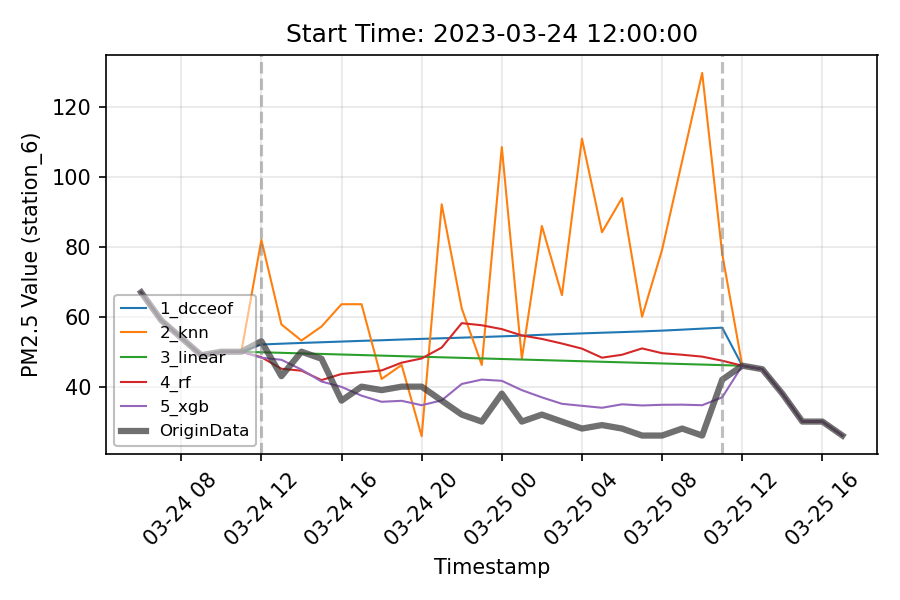 Start Time: 2023-03-24 12:00:00
PM2.5 Value (station_6)
120
100
80
60
40
1_dcceof
2_knn
3_linear
4_rf
5_xgb
OriginData
03-24 08
03-24 12
03-24 16
03-24 20
03-25 00
03-25 04
03-25 08
03-25 12
03-25 16
Timestamp